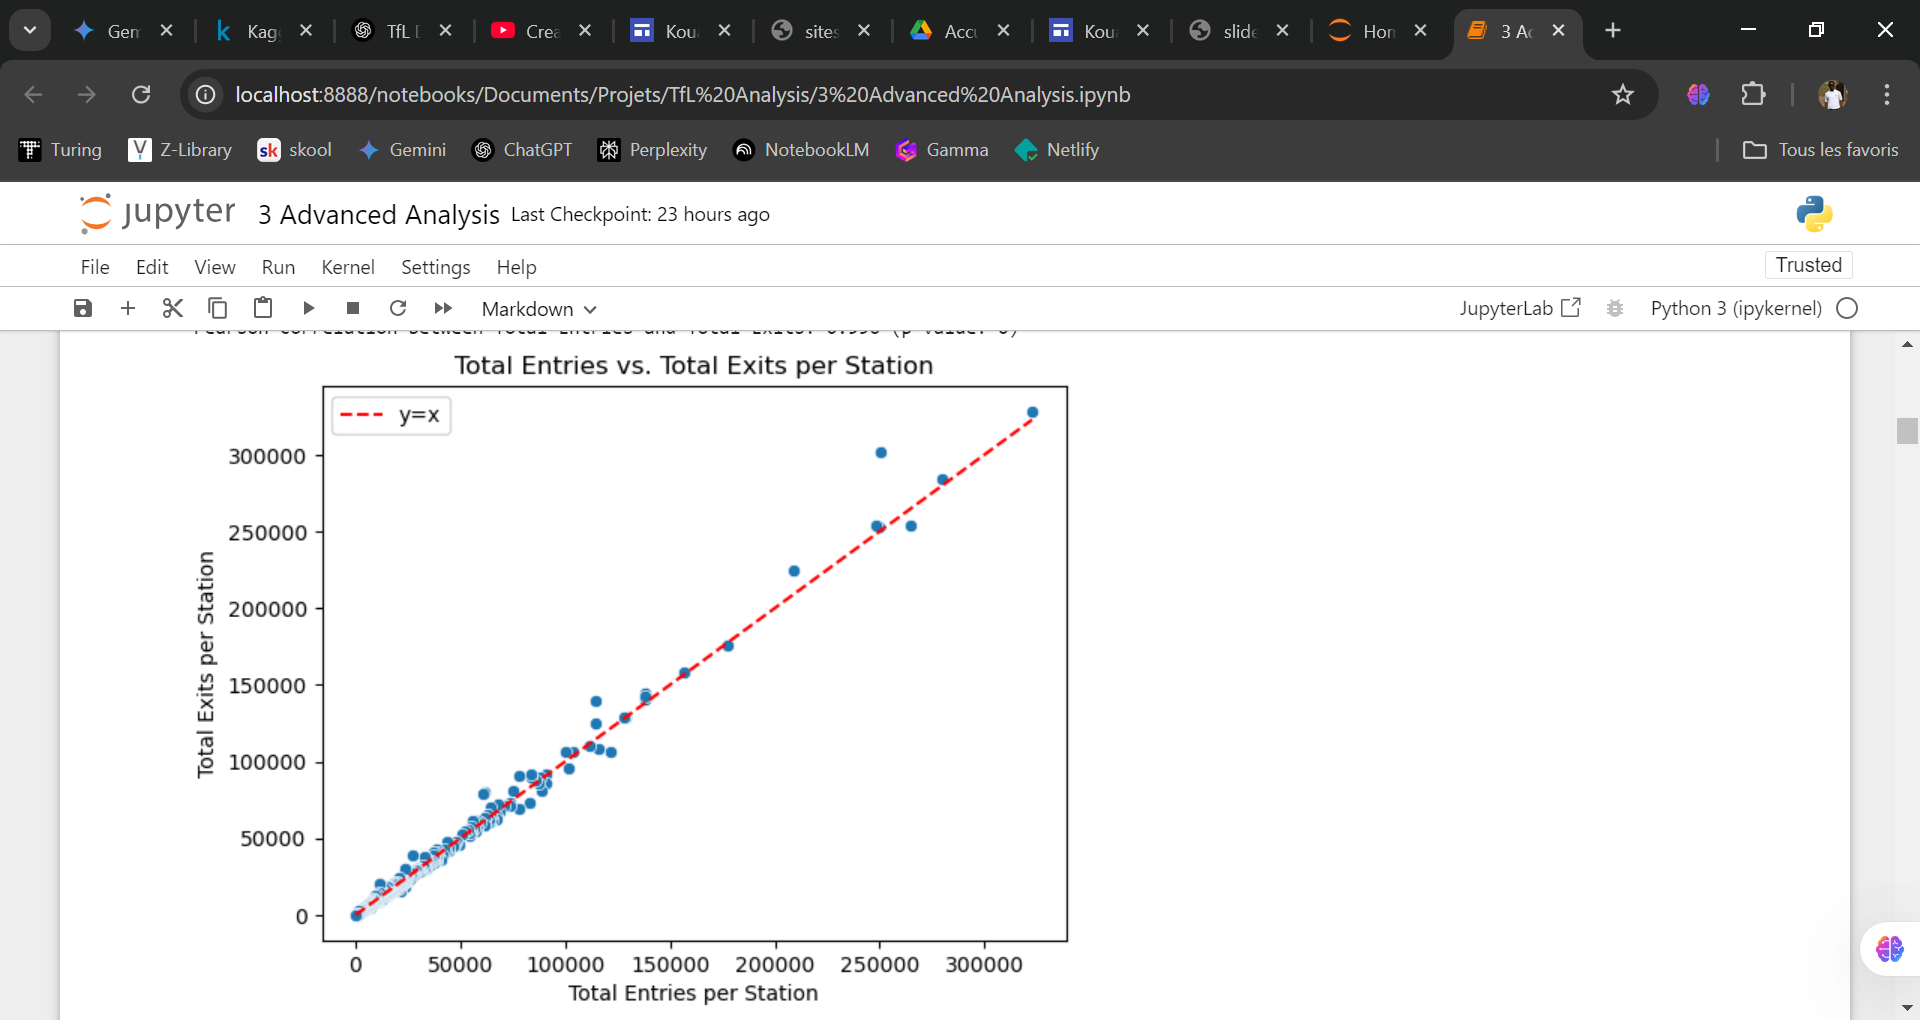 Gen
Kag
TfL D
Crea
Kou
sites
Accu
Kou
slide
Hon
3 Ad
localhost:8888/notebooks/Documents/Projets/TfL%20Analysis/3%20Advanced%20Analysis.ipynb
Turing
Z-Library
sk skool
Gemini
ChatGPT
Perplexity
NotebookLM
Gamma
Netlify
Tous les favoris
jupyter 3 Advanced Analysis Last Checkpoint: 23 hours ago
File Edit View Run Kernel Settings Help
Trusted
Markdown
JupyterLab
Python 3 (ipykernel)
Total Entries vs. Total Exits per Station
y=x
300000
250000
200000
150000
100000
50000
0
Total Exits per Station
0 50000 100000 150000 200000 250000 300000
Total Entries per Station